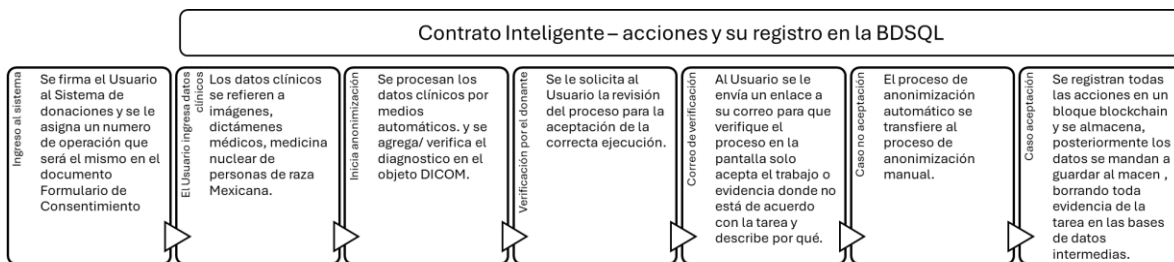 Contrato Inteligente – acciones y su registro en la BDSQL
Ingreso al sistema
Se firma el Usuario
al Sistema de
donaciones y se le
asigna un numero
de operación que
será el mismo en el
documento
Formulario de
Consentimiento
El Usuario ingresa datos
clínicos
Los datos clínicos
se refieren a
imágenes,
dictámenes
médicos, medicina
nuclear de
personas de raza
Mexicana.
Inicia anonimización
Se procesan los
datos clínicos por
medios
automáticos. y se
agrega/ verifica el
diagnostico en el
objeto DICOM.
Verificación por el donante
Se le solicita al
Usuario la revisión
del proceso para la
aceptación de la
correcta ejecución.
Correo de verificación
Al Usuario se le
envía un enlace a
su correo para que
verifique el
proceso en la
pantalla solo
acepta el trabajo o
evidencia donde no
está de acuerdo
con la tarea y
describe por qué.
Caso no aceptación
El proceso de
anonimización
automático se
transfiere al
proceso de
anonimización
manual.
Caso aceptación
Se registran todas
las acciones en un
bloque blockchain
y se almacena,
posteriormente los
datos se mandan a
guardar al macen ,
borrando toda
evidencia de la
tarea en las bases
de datos
intermedias.